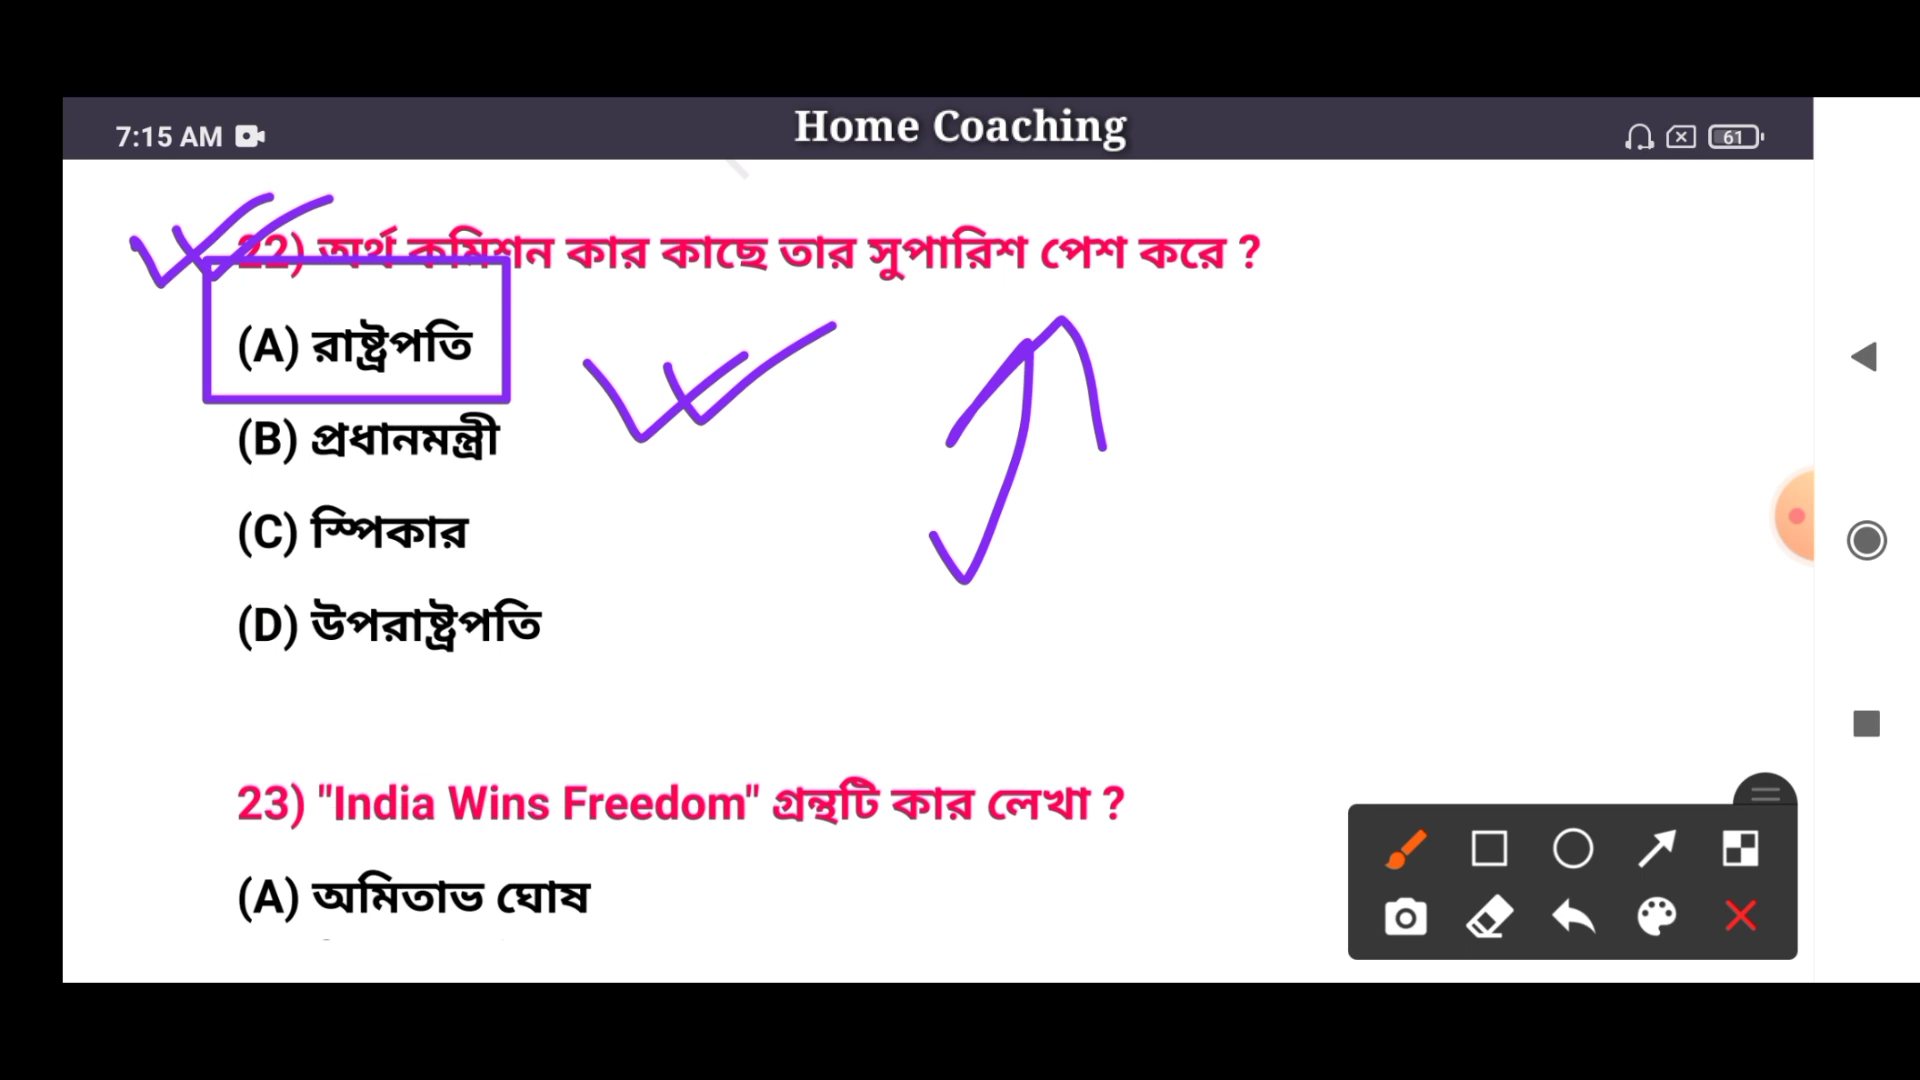 7:15 AM
Home Coaching
61
22) অর্থ কমিশন কার কাছে তার সুপারিশ পেশ করে ?
(A) রাষ্ট্রপতি
(B) প্রধানমন্ত্রী
(C) স্পিকার
(D) উপরাষ্ট্রপতি
23) "India Wins Freedom" গ্রন্থটি কার লেখা ?
(A) অমিতাভ ঘোষ